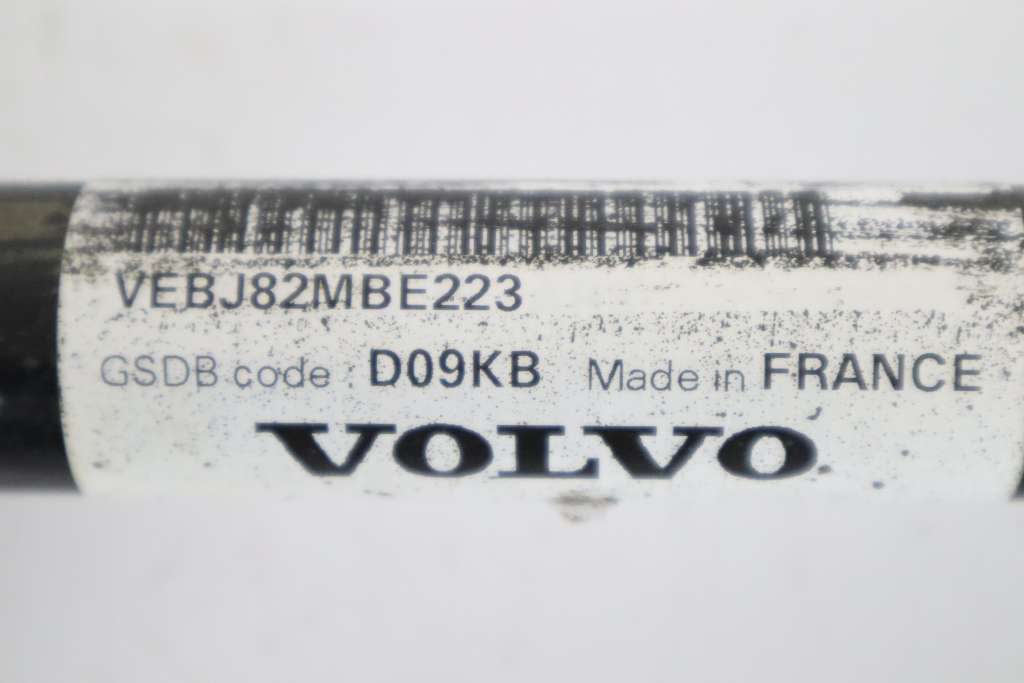 VEBJ82MBE223
GSDB code : D09KB Made in FRANCE
VOLVO